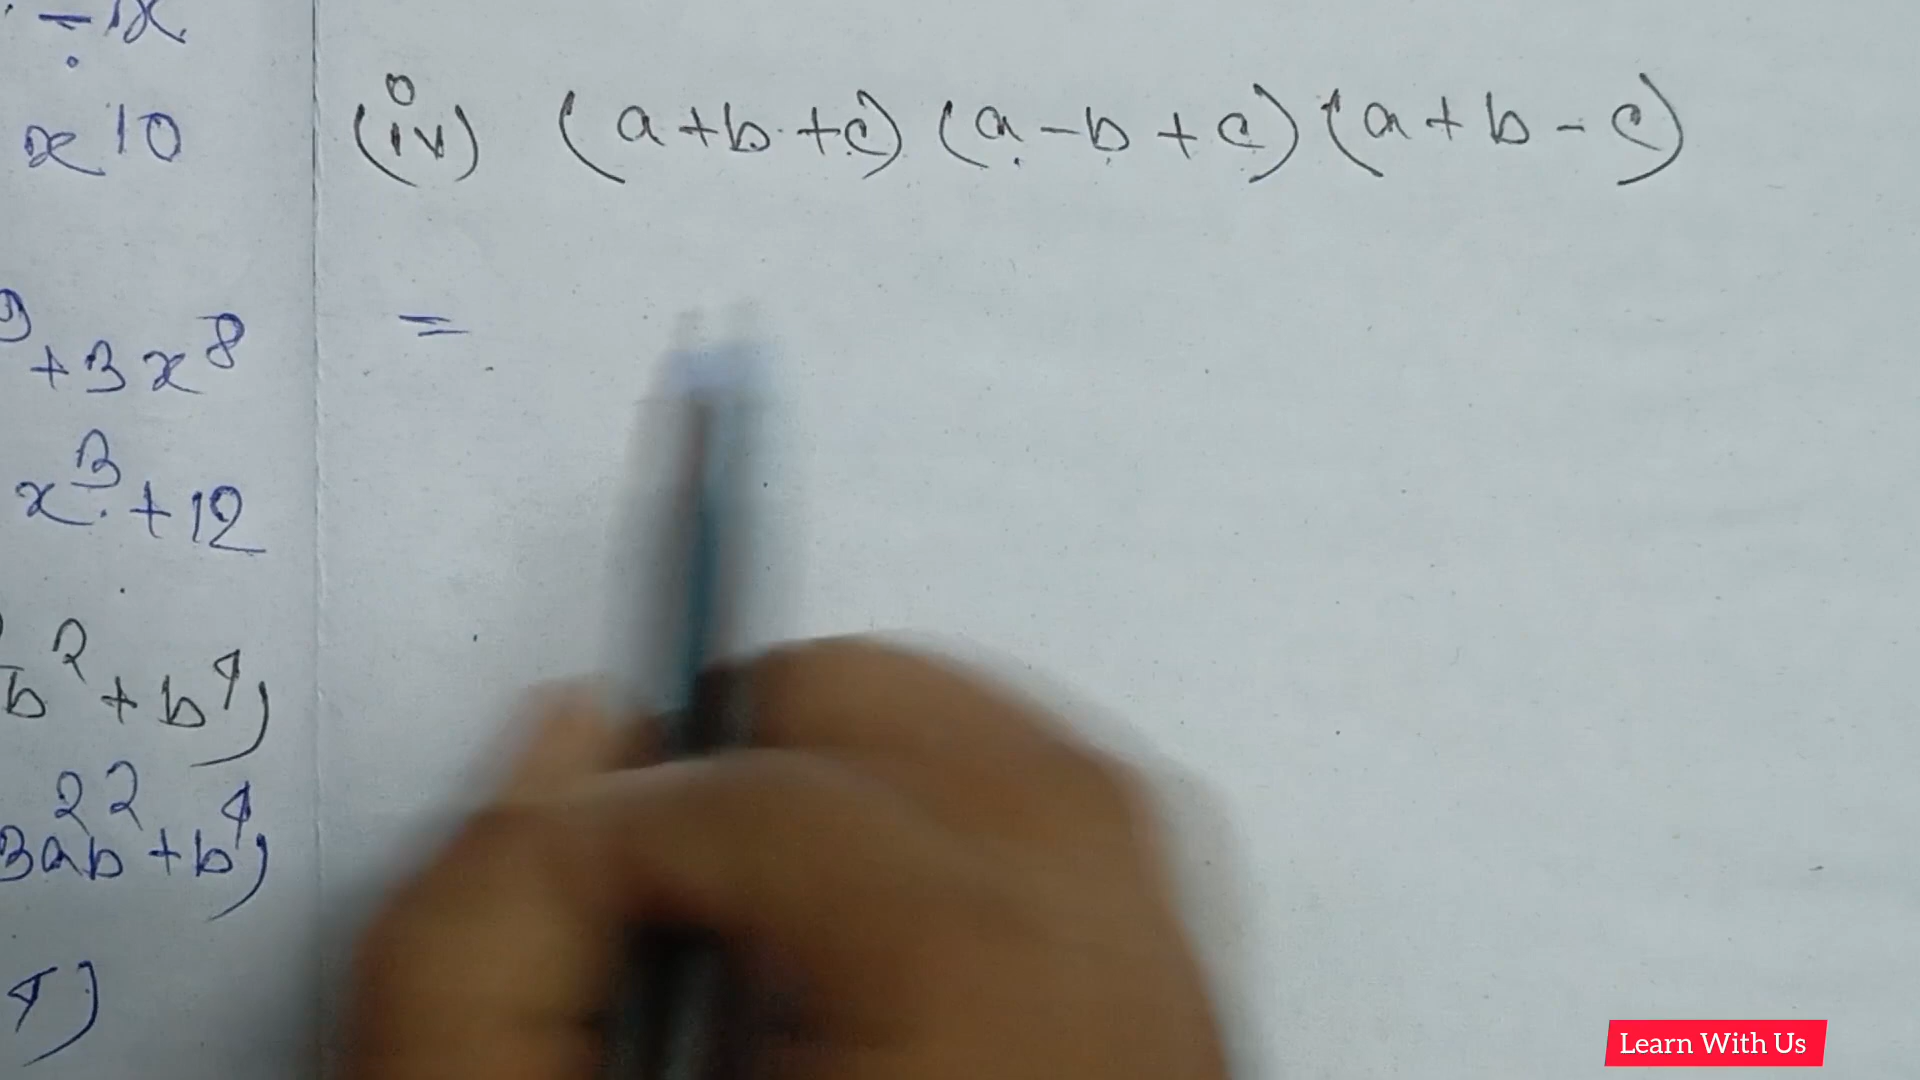 ÷ x
x10
(iv) (a+b+c)(a-b+c)(a+b-c)
=
+3x⁸
x³+12
b²+b⁴)
3a²b²+b⁴)
4)
Learn With Us